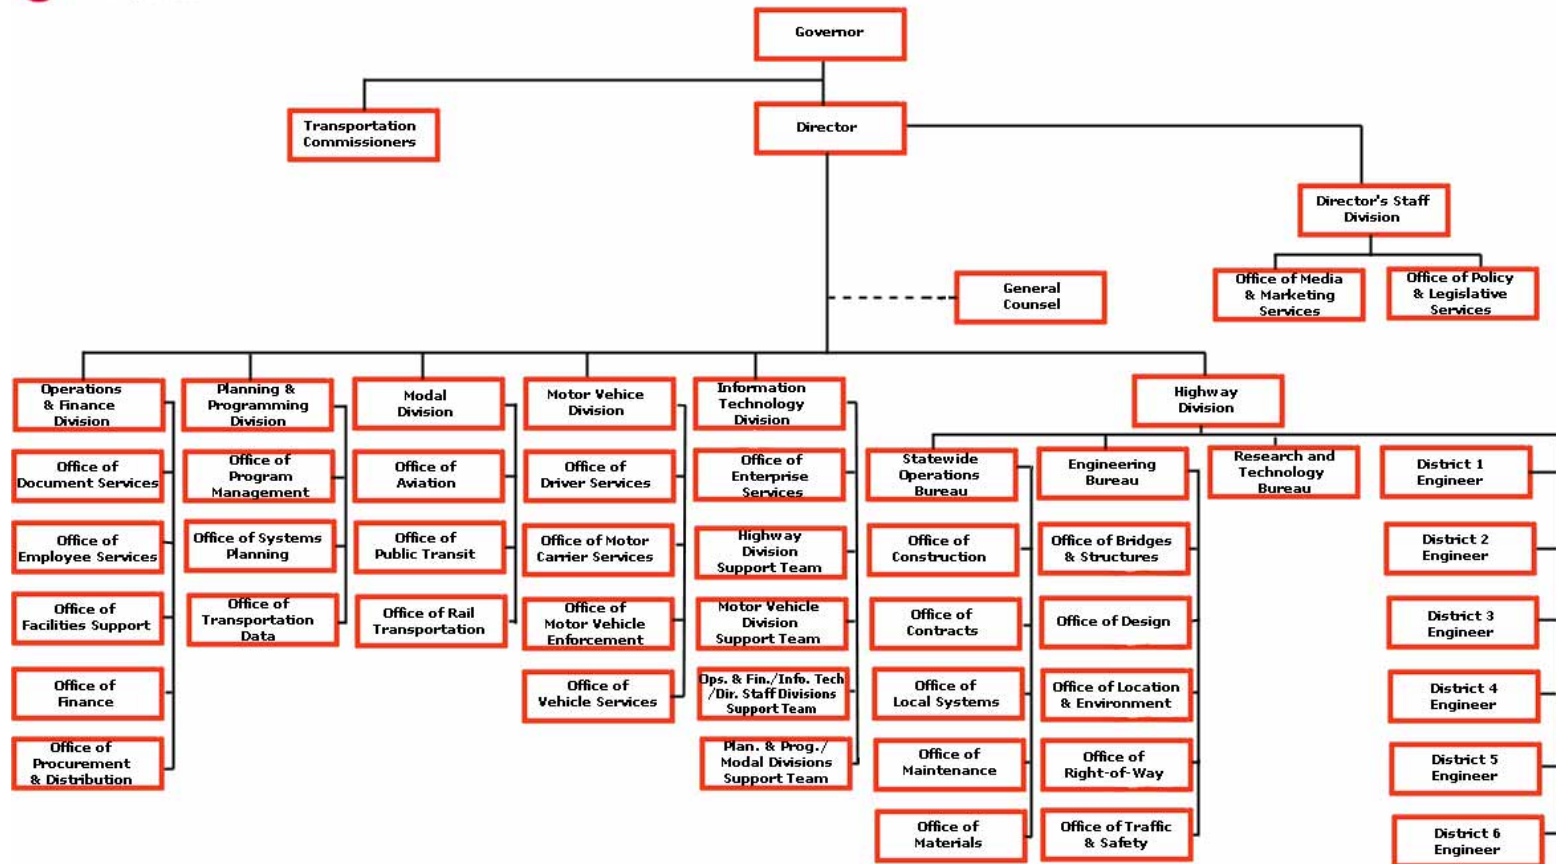 Governor
Transportation
Commissioners
Director
Director's Staff
Division
Office of Media
& Marketing
Services
Office of Policy
& Legislative
Services
General
Counsel
Operations
& Finance
Division
Office of
Document Services
Office of
Employee Services
Office of
Facilities Support
Office of
Finance
Office of
Procurement
& Distribution
Planning &
Programming
Division
Office of
Program
Management
Office of Systems
Planning
Office of
Transportation
Data
Modal
Division
Office of
Aviation
Office of
Public Transit
Office of Rail
Transportation
Motor Vehice
Division
Office of
Driver Services
Office of Motor
Carrier Services
Office of
Motor Vehicle
Enforcement
Office of
Vehicle Services
Information
Technology
Division
Office of
Enterprise
Services
Highway
Division
Support Team
Motor Vehicle
Division
Support Team
Ops. & Fin./Info. Tech
/Dir. Staff Divisions
Support Team
Plan. & Prog./
Modal Divisions
Support Team
Highway
Division
Statewide
Operations
Bureau
Office of
Construction
Office of
Contracts
Office of
Local Systems
Office of
Maintenance
Office of
Materials
Engineering
Bureau
Office of Bridges
& Structures
Office of Design
Office of Location
& Environment
Office of
Right-of-Way
Office of Traffic
& Safety
Research and
Technology
Bureau
District 1
Engineer
District 2
Engineer
District 3
Engineer
District 4
Engineer
District 5
Engineer
District 6
Engineer